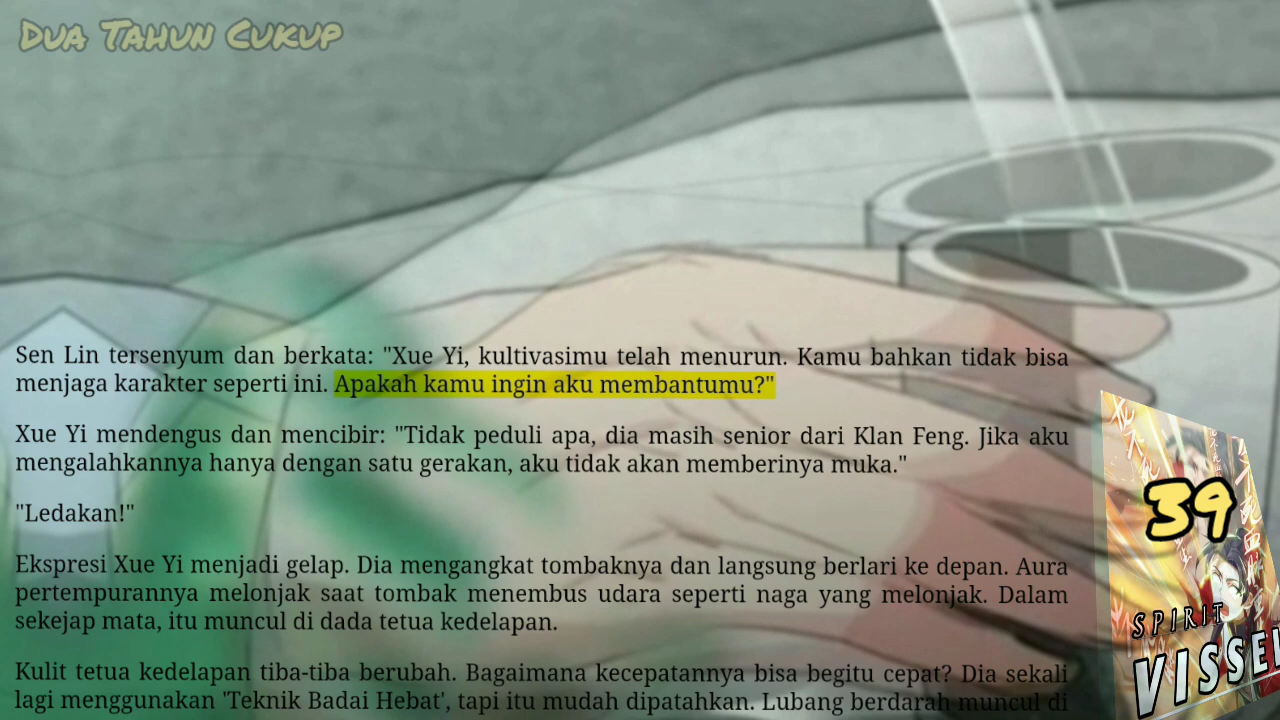 Dua Tahun Cukup
Sen Lin tersenyum dan berkata: "Xue Yi, kultivasimu telah menurun. Kamu bahkan tidak bisa
menjaga karakter seperti ini. Apakah kamu ingin aku membantumu?"
Xue Yi mendengus dan mencibir: "Tidak peduli apa, dia masih senior dari Klan Feng. Jika aku
mengalahkannya hanya dengan satu gerakan, aku tidak akan memberinya muka."
"Ledakan!"
Ekspresi Xue Yi menjadi gelap. Dia mengangkat tombaknya dan langsung berlari ke depan. Aura
pertempurannya melonjak saat tombak menembus udara seperti naga yang melonjak. Dalam
sekejap mata, itu muncul di dada tetua kedelapan.
Kulit tetua kedelapan tiba-tiba berubah. Bagaimana kecepatannya bisa begitu cepat? Dia sekali
lagi menggunakan 'Teknik Badai Hebat', tapi itu mudah dipatahkan. Lubang berdarah muncul di
39
SPIRIT
VISSEL